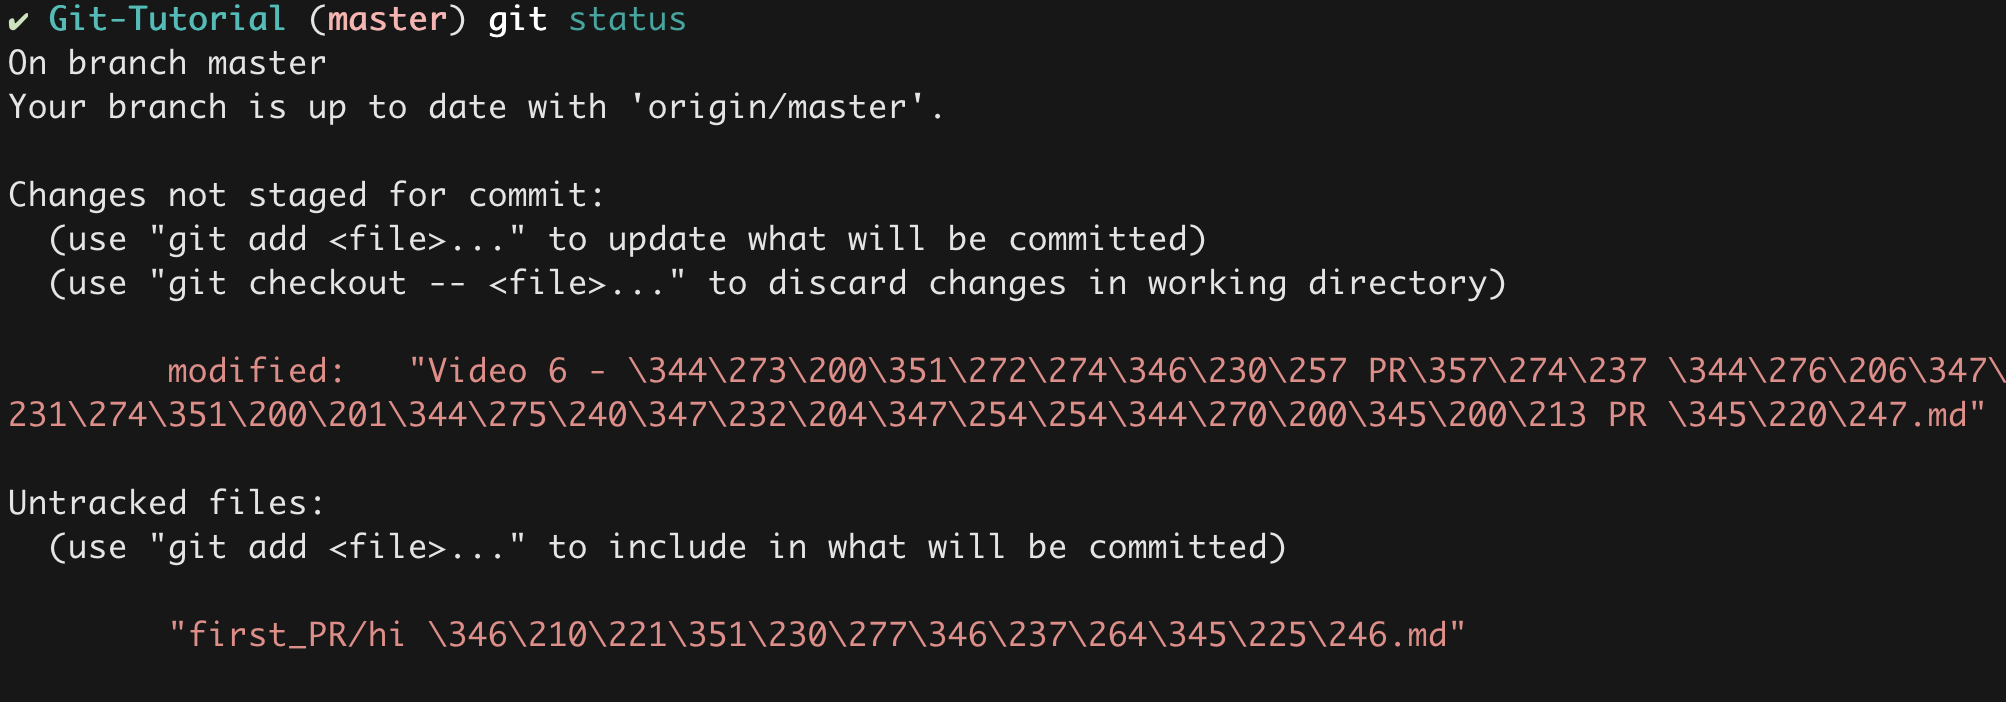 ✔ Git-Tutorial (master) git status
On branch master
Your branch is up to date with 'origin/master'.
Changes not staged for commit:
(use "git add <file>..." to update what will be committed)
(use "git checkout -- <file>..." to discard changes in working directory)
modified:   "Video 6 - \344\273\200\351\272\274\346\230\257 PR\357\274\237 \344\276\206\347\
231\274\351\200\201\344\275\240\347\232\204\347\254\254\344\270\200\345\200\213 PR \345\220\247.md"
Untracked files:
(use "git add <file>..." to include in what will be committed)
"first_PR/hi \346\210\221\351\230\277\346\237\264\345\225\246.md"